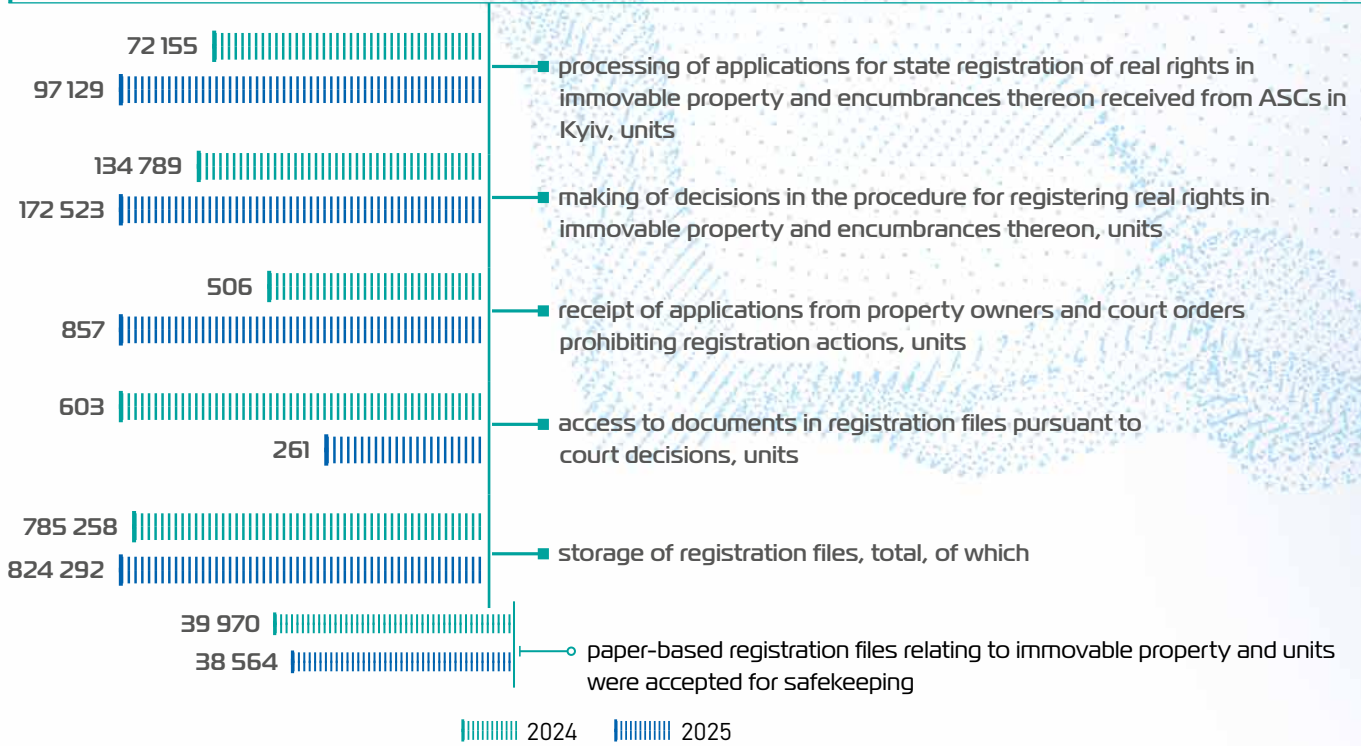 72 155
97 129
processing of applications for state registration of real rights in
immovable property and encumbrances thereon received from ASCs in
Kyiv, units
134 789
172 523
making of decisions in the procedure for registering real rights in
immovable property and encumbrances thereon, units
506
857
receipt of applications from property owners and court orders
prohibiting registration actions, units
603
261
access to documents in registration files pursuant to
court decisions, units
785 258
824 292
storage of registration files, total, of which
39 970
38 564
paper-based registration files relating to immovable property and units
were accepted for safekeeping
2024 2025